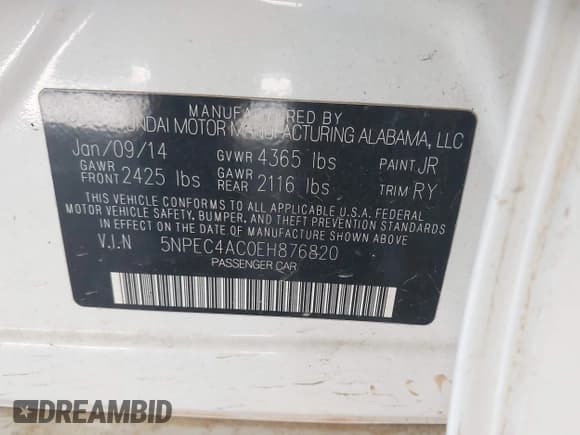 MANUFACTURED BY
HYUNDAI MOTOR MANUFACTURING ALABAMA, LLC
Jan/09/14 GVWR 4365 lbs PAINT JR
GAWR FRONT 2425 lbs GAWR REAR 2116 lbs TRIM RY
THIS VEHICLE CONFORMS TO ALL APPLICABLE U.S.A. FEDERAL
MOTOR VEHICLE SAFETY, BUMPER, AND THEFT PREVENTION STANDARDS
IN EFFECT ON THE DATE OF MANUFACTURE SHOWN ABOVE.
V.I.N 5NPEC4AC0EH876820
PASSENGER CAR
DREAMBID